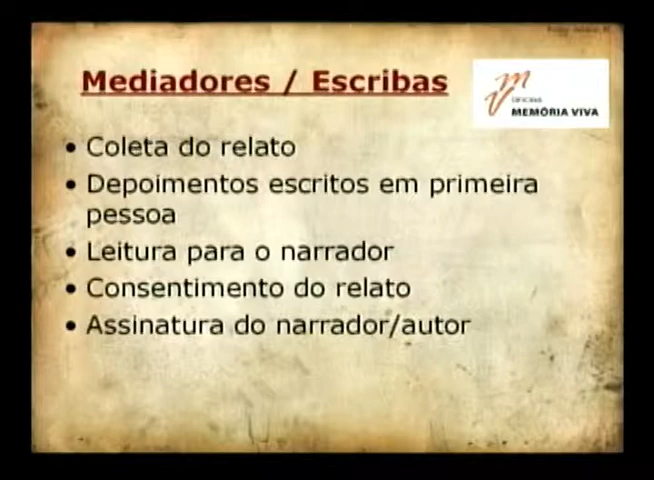 Mediadores / Escribas
OFICINA
MEMÓRIA VIVA
• Coleta do relato
• Depoimentos escritos em primeira
pessoa
• Leitura para o narrador
• Consentimento do relato
• Assinatura do narrador/autor